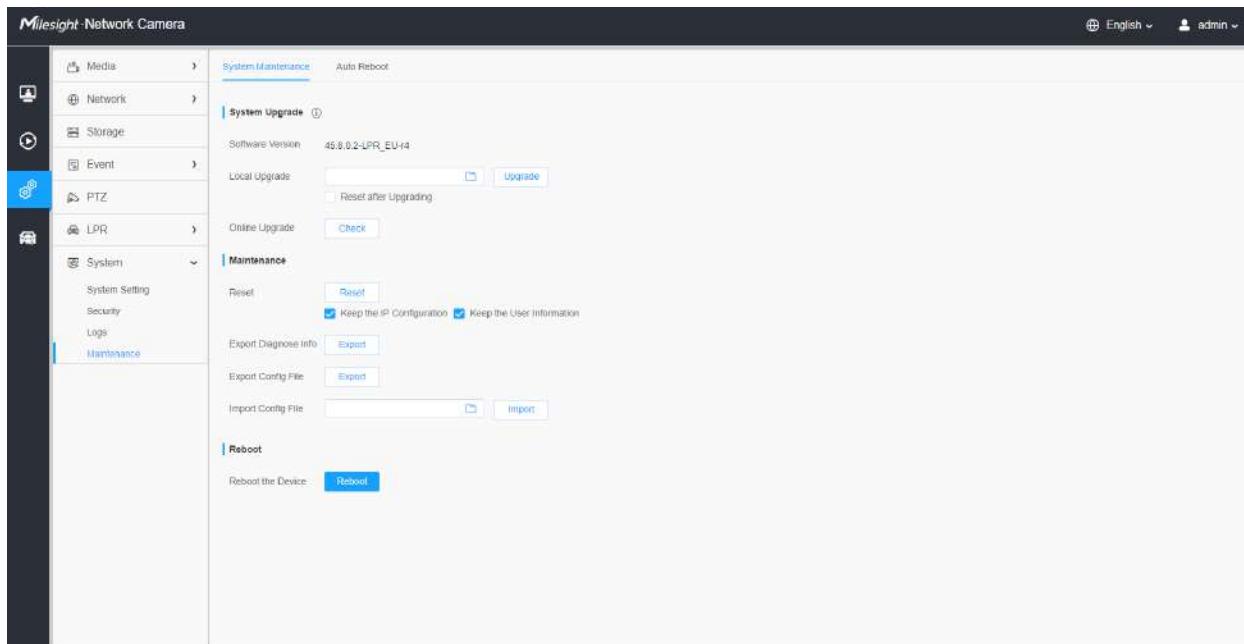 Milesight Network Camera
English
admin
Media
Network
Storage
Event
PTZ
LPR
System
System Setting
Security
Logs
Maintenance
System Maintenance
Auto Reboot
System Upgrade
Software Version
45.8.0.2-LPR_EU-r4
Local Upgrade
Upgrade
Reset after Upgrading
Online Upgrade
Check
Maintenance
Reset
Reset
Keep the IP Configuration
Keep the User Information
Export Diagnose Info
Export
Export Config File
Export
Import Config File
Import
Reboot
Reboot the Device
Reboot